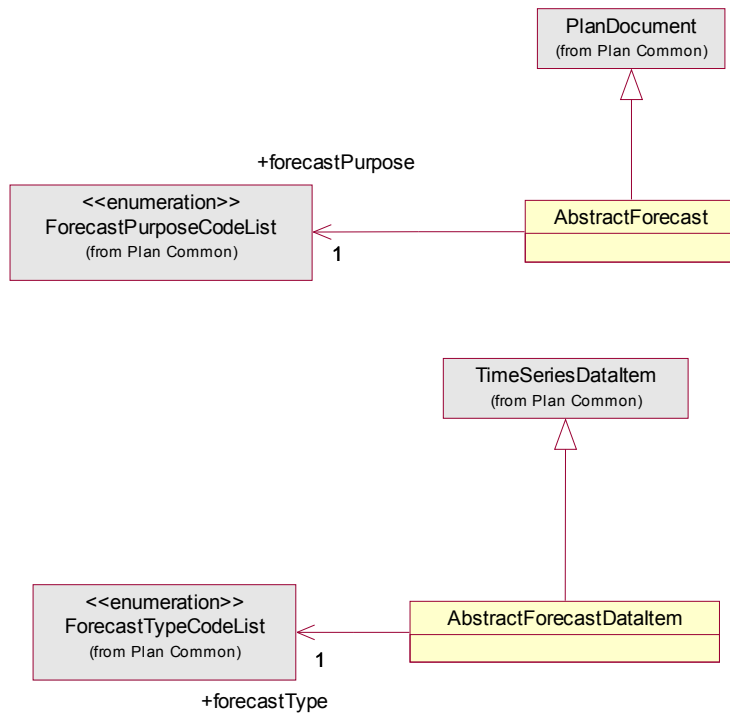 PlanDocument
(from Plan Common)
+forecastPurpose
<<enumeration>>
ForecastPurposeCodeList
(from Plan Common)
1
AbstractForecast
TimeSeriesDataItem
(from Plan Common)
<<enumeration>>
ForecastTypeCodeList
(from Plan Common)
1
AbstractForecastDataItem
+forecastType